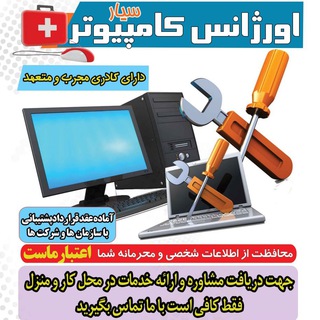 اورژانس کامپیوتر سیار
دارای کادری مجرب و متعهد
آماده عقد قرارداد پشتیبانی
با سازمان ها و شرکت ها
محافظت از اطلاعات شخصی و محرمانه شما اعتبار ماست
جهت دریافت مشاوره و ارائه خدمات در محل کار و منزل
فقط کافی است با ما تماس بگیرید